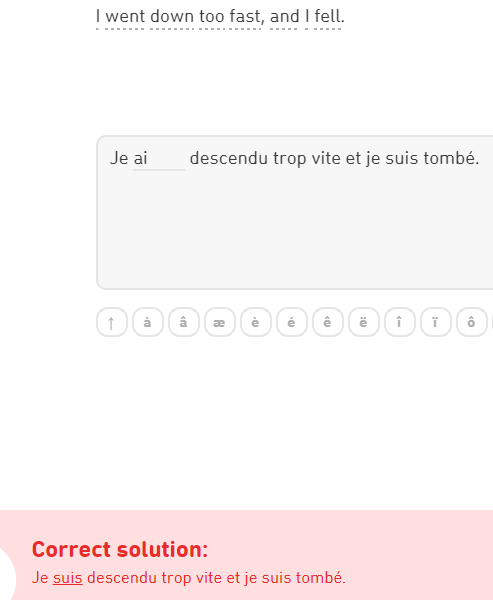 I went down too fast, and I fell.
Je ai descendu trop vite et je suis tombé.
↑ à â æ è é ê ë î ï ô
Correct solution:
Je suis descendu trop vite et je suis tombé.